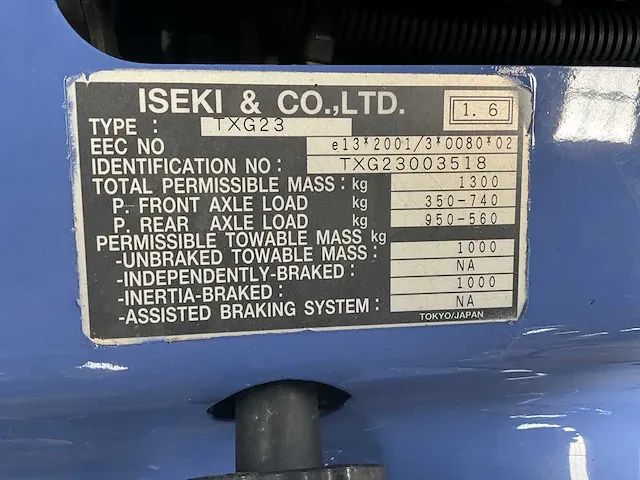 ISEKI & CO.,LTD. 1. 6
TYPE : TXG23
EEC NO e13*2001/3*0080*02
IDENTIFICATION NO : TXG23003518
TOTAL PERMISSIBLE MASS : kg 1300
P. FRONT AXLE LOAD kg 350-740
P. REAR AXLE LOAD kg 950-560
PERMISSIBLE TOWABLE MASS kg
-UNBRAKED TOWABLE MASS : 1000
-INDEPENDENTLY-BRAKED : NA
-INERTIA-BRAKED : 1000
-ASSISTED BRAKING SYSTEM : NA
TOKYO/JAPAN